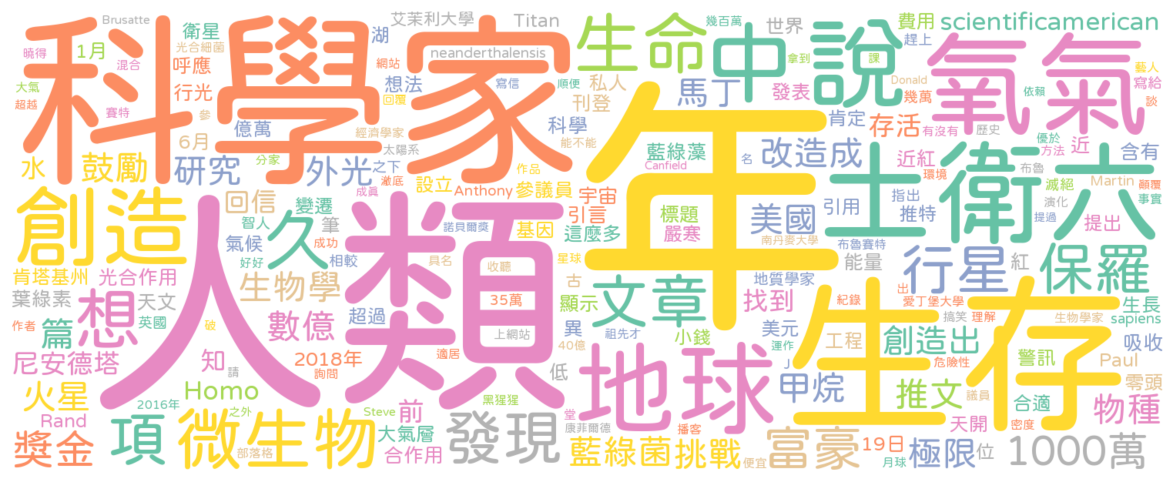 Brusatte
衛星
艾茉利大學
Titan
生命
中
說
幾百萬
世界
費用
scientificamerican
科學家
曉得
1月
光合細菌
湖
neanderthalensis
混合
呼應
網站
寫信
順便
私人
拿到
課
趕上
氧氣
藝人
大氣
行光
想法
回覆
刊登
馬丁
發表
Donald
幾萬
依賴
寫給
超越
賽特
參
6月
億萬
經濟學家
能不能
科學
年
肯定
存活
有沒有
歷史
談
水
鼓勵
研究
分家
外光
太陽系
之下
作品
藍綠藻
Canfield
名
改造成
近紅
環境
優於
方法
近
含有
創造
回信
成員
澈底
設立
Anthony
參議員
宇宙
土衛六
布魯
滅絕
Martin
顛覆
事實
變遷
筆
引言
標題
美國
引用
指出
推特
演化
提過
提出
智人
久
人類
諾貝爾獎
基因
這麼多
嚴寒
南丹麥大學
布魯賽特
氣候
成功
好好
相較
具名
收聽
星球
古
地質學家
能量
行星
紅
保羅
肯塔基州
光合作用
生物學
葉綠素
天文
想
35萬
顯示
文章
找到
紀錄
出
愛丁堡大學
生長
作者
英國
篇
破
數億
超過
上網站
異
祖先才
小錢
美元
運作
生存
搞笑
理解
生物學家
sapiens
尼安德塔
知
請
2018年
詢問
適居
40億
低
地球
J
工程
創造出
危險性
警訊
吸收
火星
Homo
黑猩猩
甲烷
推文
議員
Paul
零頭
Rand
2016年
之外
Steve
前
堂
播客
康菲爾德
天開
合適
密度
物種
獎金
項
微生物
部落格
大氣層
合作用
發現
藍綠菌
挑戰
便宜
富豪
19日
月球
極限
位
1000萬